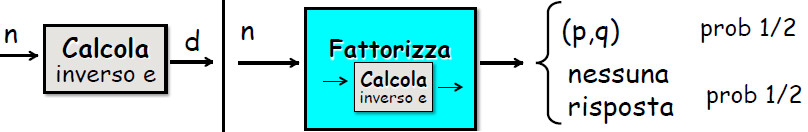 n
Calcola
inverso e
d
n
Fattorizza
Calcola
inverso e
(p,q) prob 1/2
nessuna
risposta prob 1/2